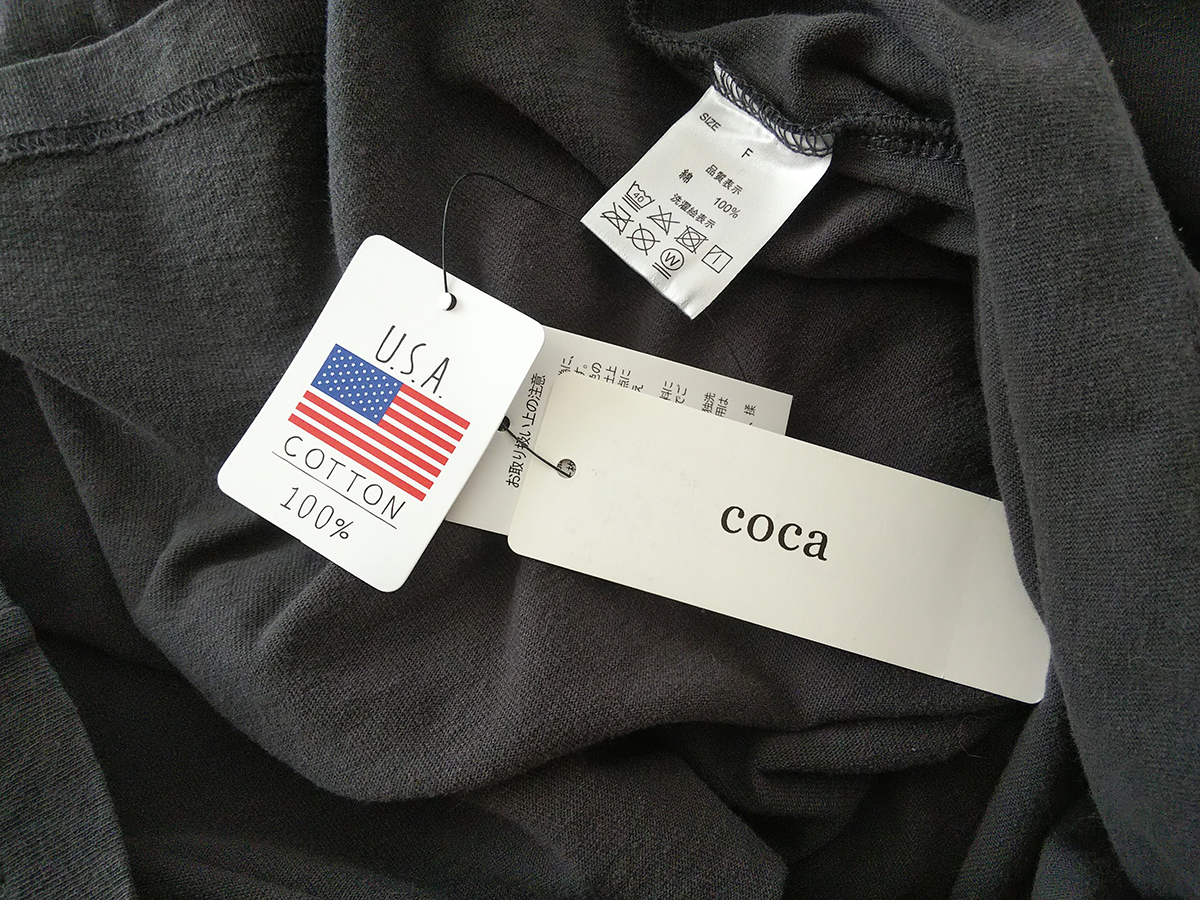 SIZE
F
品質表示
綿 100%
洗濯絵表示
40
W
U.S.A.
COTTON
100%
お取り扱い上の注意
coca